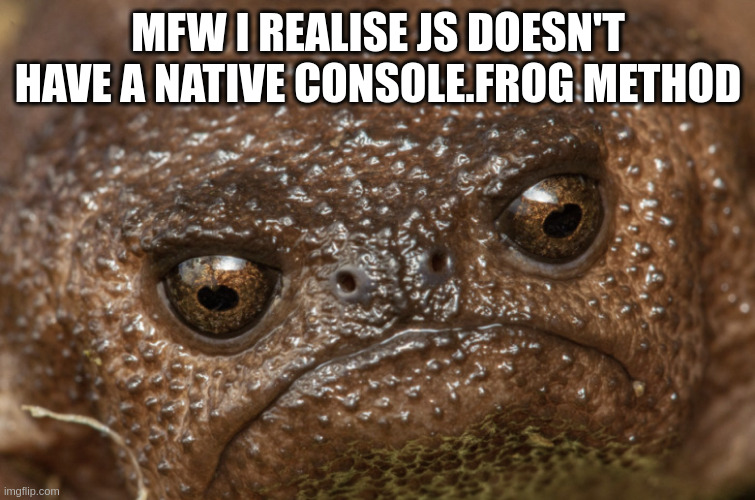 MFW I REALISE JS DOESN'T
HAVE A NATIVE CONSOLE.FROG METHOD
imgflip.com